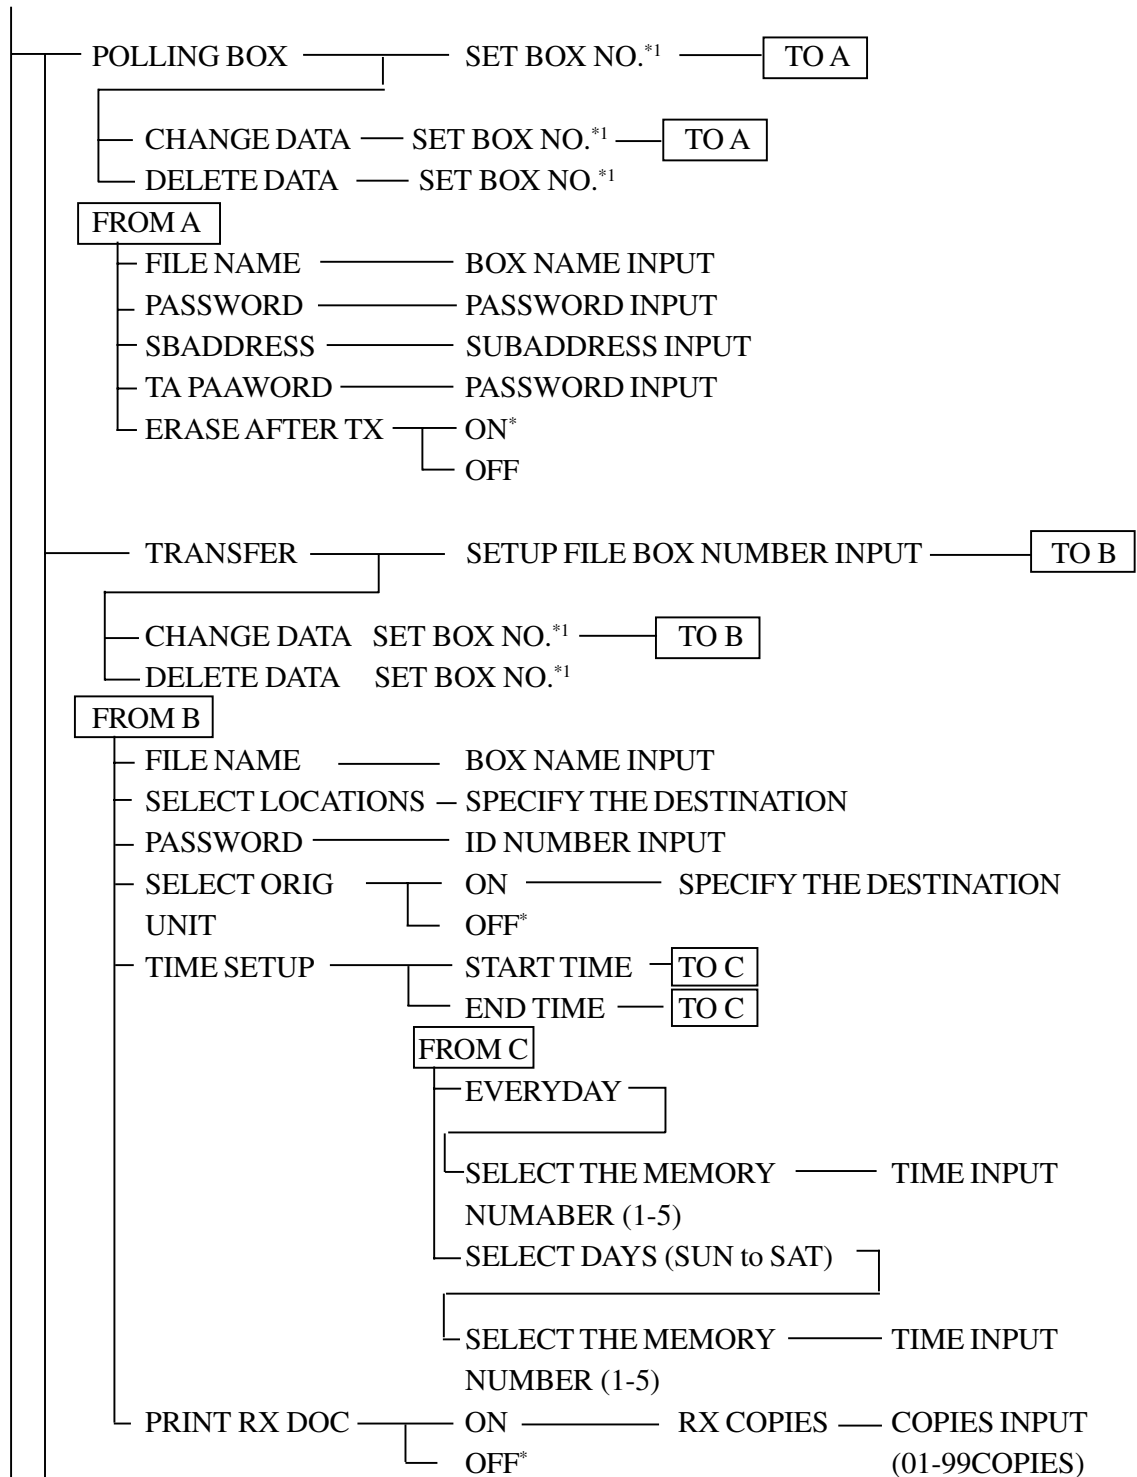 POLLING BOX SET BOX NO.*1 TO A
CHANGE DATA SET BOX NO.*1 TO A
DELETE DATA SET BOX NO.*1
FROM A
FILE NAME BOX NAME INPUT
PASSWORD PASSWORD INPUT
SBADDRESS SUBADDRESS INPUT
TA PAAWORD PASSWORD INPUT
ERASE AFTER TX ON*
OFF
TRANSFER SETUP FILE BOX NUMBER INPUT TO B
CHANGE DATA SET BOX NO.*1 TO B
DELETE DATA SET BOX NO.*1
FROM B
FILE NAME BOX NAME INPUT
SELECT LOCATIONS SPECIFY THE DESTINATION
PASSWORD ID NUMBER INPUT
SELECT ORIG ON SPECIFY THE DESTINATION
UNIT OFF*
TIME SETUP START TIME TO C
END TIME TO C
FROM C
EVERYDAY
SELECT THE MEMORY TIME INPUT
NUMABER (1-5)
SELECT DAYS (SUN to SAT)
SELECT THE MEMORY TIME INPUT
NUMBER (1-5)
PRINT RX DOC ON RX COPIES COPIES INPUT
OFF* (01-99COPIES)